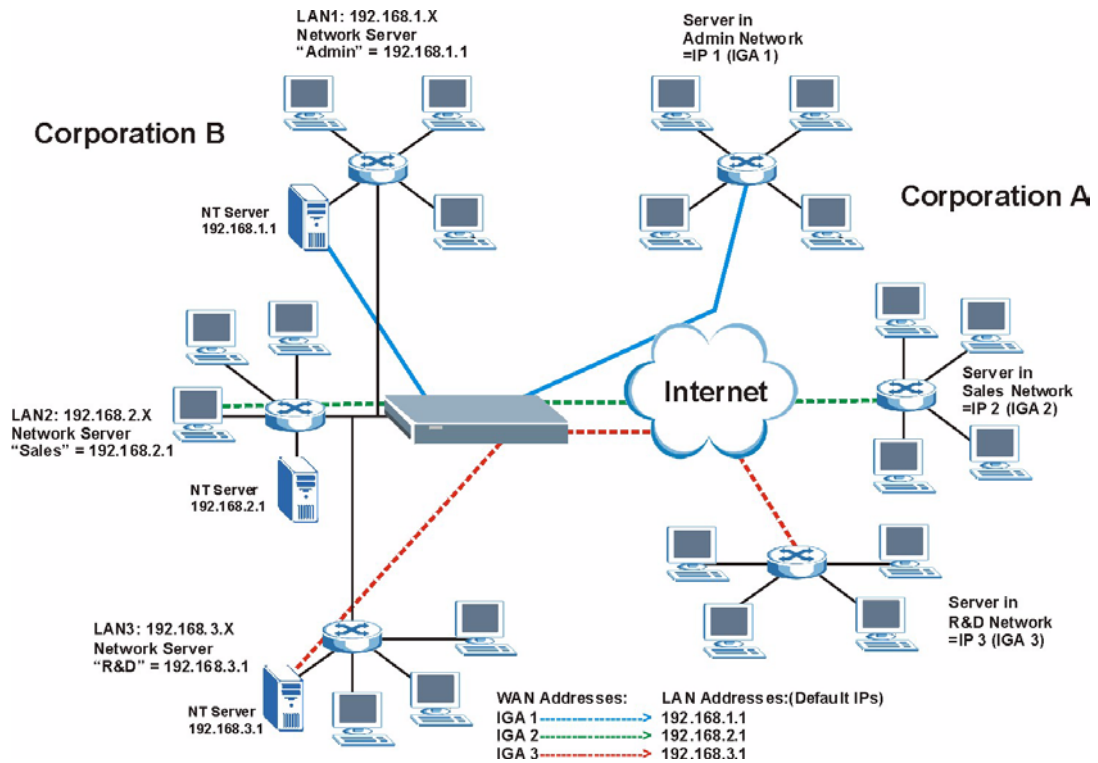 LAN1: 192.168.1.X
Network Server
“Admin” = 192.168.1.1
Server in
Admin Network
=IP 1 (IGA 1)
Corporation B
Corporation A
NT Server
192.168.1.1
Internet
Server in
Sales Network
=IP 2 (IGA 2)
LAN2: 192.168.2.X
Network Server
“Sales” = 192.168.2.1
NT Server
192.168.2.1
Server in
R&D Network
=IP 3 (IGA 3)
LAN3: 192.168.3.X
Network Server
“R&D” = 192.168.3.1
NT Server
192.168.3.1
WAN Addresses: LAN Addresses:(Default IPs)
IGA 1 192.168.1.1
IGA 2 192.168.2.1
IGA 3 192.168.3.1